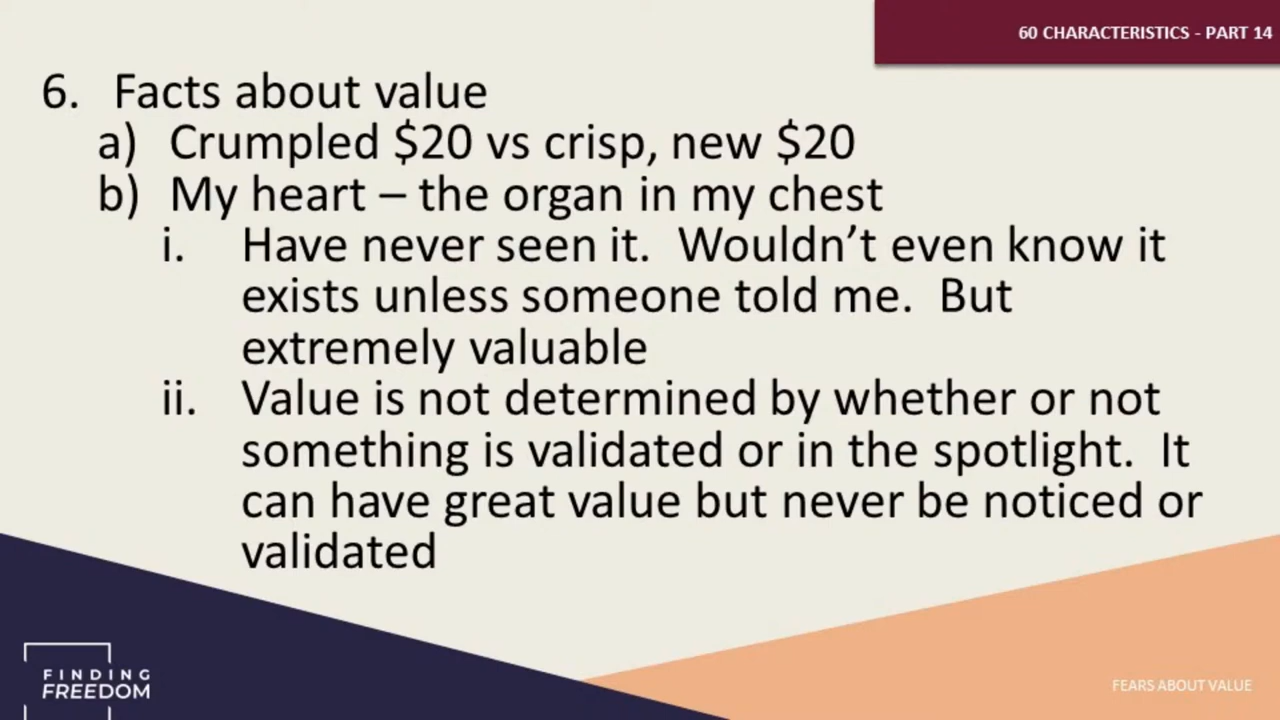 60 CHARACTERISTICS - PART 14
6. Facts about value
a) Crumpled $20 vs crisp, new $20
b) My heart – the organ in my chest
i. Have never seen it.  Wouldn’t even know it
exists unless someone told me.  But
extremely valuable
ii. Value is not determined by whether or not
something is validated or in the spotlight.  It
can have great value but never be noticed or
validated
FINDING
FREEDOM
FEARS ABOUT VALUE